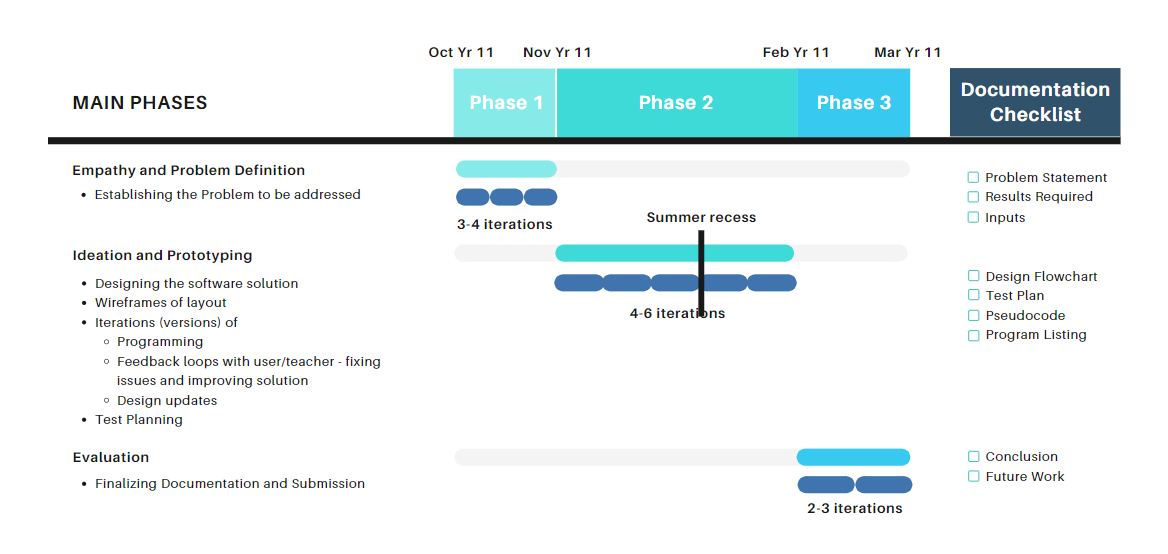 Oct Yr 11
Nov Yr 11
Feb Yr 11
Mar Yr 11
MAIN PHASES
Phase 1
Phase 2
Phase 3
Documentation
Checklist
Empathy and Problem Definition
• Establishing the Problem to be addressed
3-4 iterations
Problem Statement
Results Required
Inputs
Summer recess
Ideation and Prototyping
• Designing the software solution
• Wireframes of layout
• Iterations (versions) of
◦ Programming
◦ Feedback loops with user/teacher - fixing
issues and improving solution
◦ Design updates
• Test Planning
4-6 iterations
Design Flowchart
Test Plan
Pseudocode
Program Listing
Evaluation
• Finalizing Documentation and Submission
2-3 iterations
Conclusion
Future Work